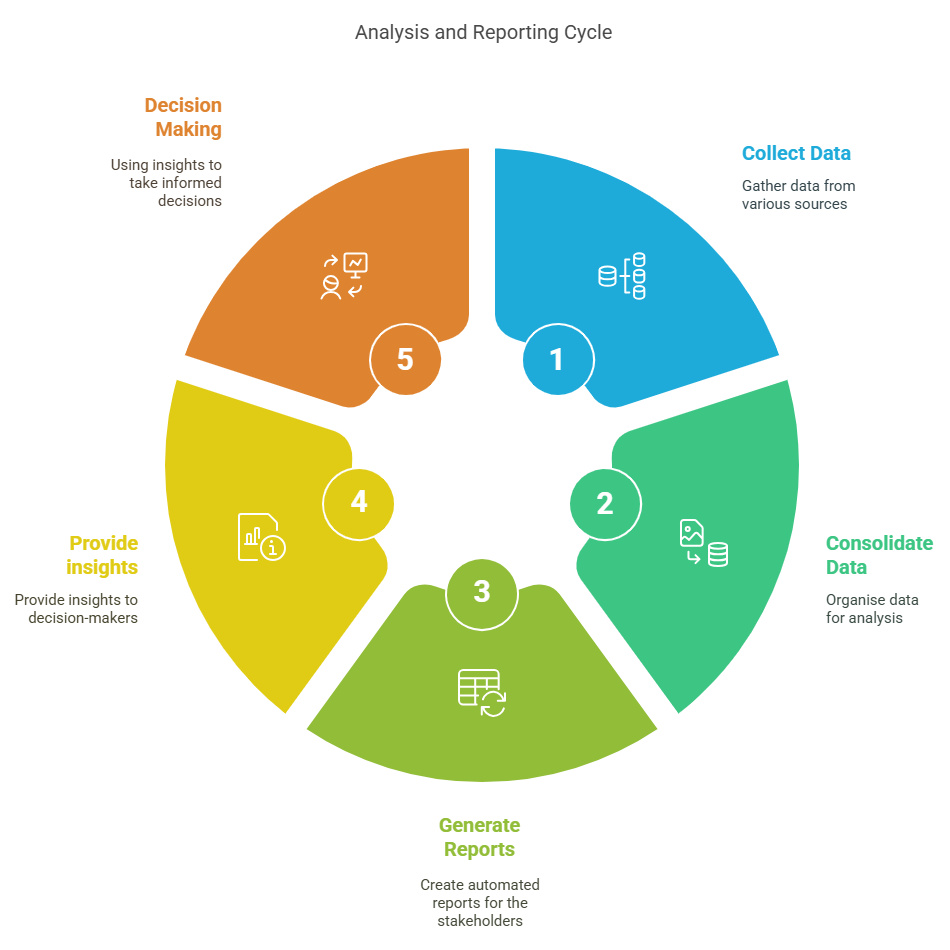 Analysis and Reporting Cycle
Decision
Making
Using insights to
take informed
decisions
Collect Data
Gather data from
various sources
5
1
4
2
3
Provide
insights
Provide insights to
decision-makers
Consolidate
Data
Organise data
for analysis
Generate
Reports
Create automated
reports for the
stakeholders